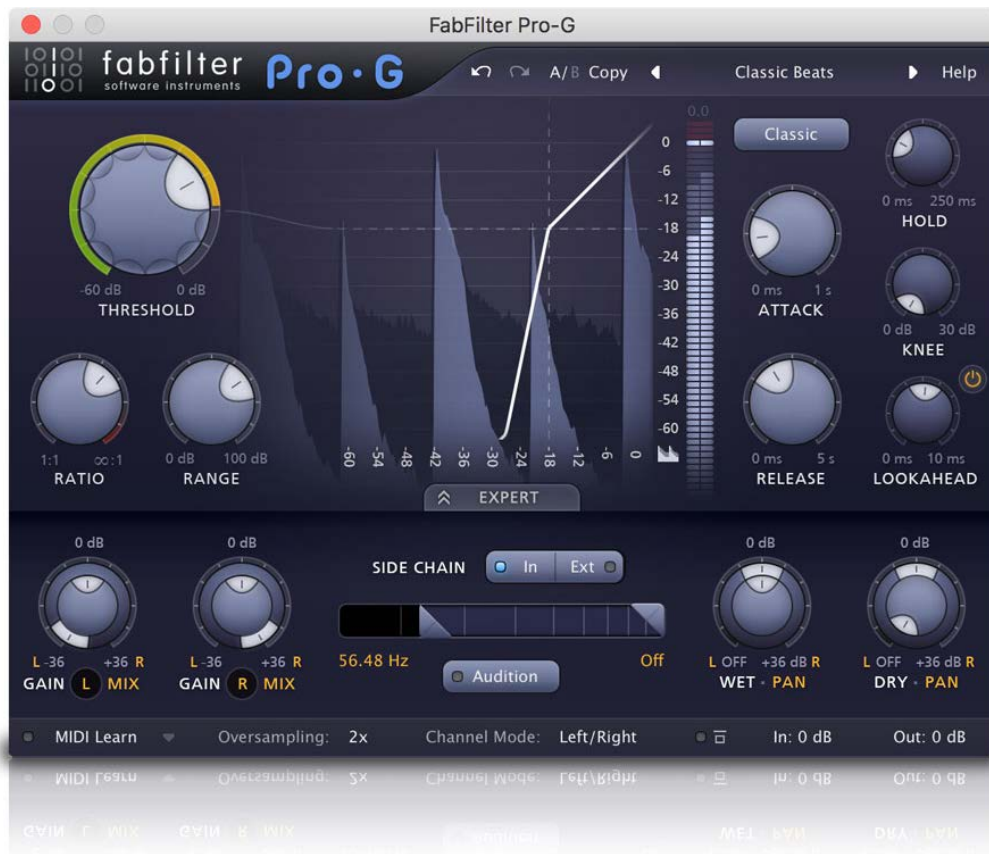 FabFilter Pro-G
fabfilter
software instruments
Pro·G
A/B Copy Classic Beats Help
0.0
Classic
0
-6
-12
-18
-24
-30
-36
-42
-48
-54
-60
-60 -54 -48 -42 -36 -30 -24 -18 -12 -6 0
-60 dB 0 dB
THRESHOLD
1:1 ∞:1
RATIO
0 dB 100 dB
RANGE
0 ms 250 ms
HOLD
0 ms 1 s
ATTACK
0 dB 30 dB
KNEE
0 ms 5 s
RELEASE
0 ms 10 ms
LOOKAHEAD
EXPERT
0 dB
L -36 +36 R
GAIN L MIX
0 dB
L -36 +36 R
GAIN R MIX
SIDE CHAIN In Ext
56.48 Hz Off
Audition
0 dB
L OFF +36 dB R
WET · PAN
0 dB
L OFF +36 dB R
DRY · PAN
MIDI Learn Oversampling: 2x Channel Mode: Left/Right In: 0 dB Out: 0 dB